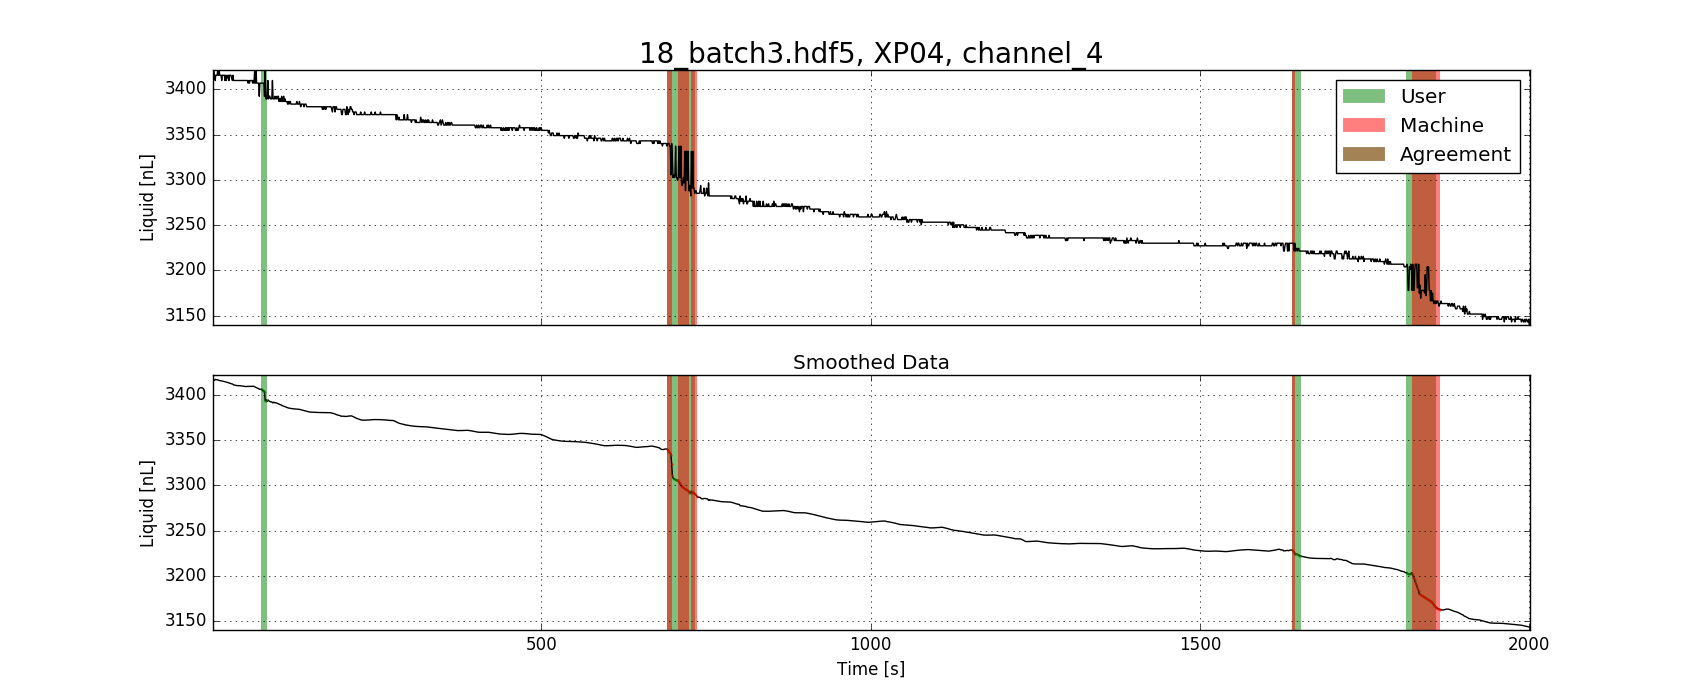 18_batch3.hdf5, XP04, channel_4
Liquid [nL]
3400
3350
3300
3250
3200
3150
User
Machine
Agreement
Smoothed Data
Liquid [nL]
3400
3350
3300
3250
3200
3150
500
1000
1500
2000
Time [s]